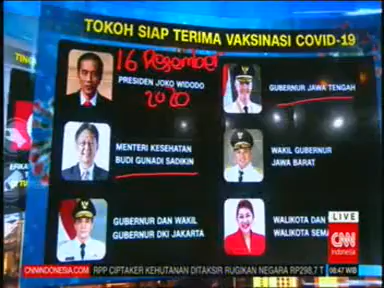 TOKOH SIAP TERIMA VAKSINASI COVID-19
16 Desember
PRESIDEN JOKO WIDODO
2020
GUBERNUR JAWA TENGAH
MENTERI KESEHATAN
BUDI GUNADI SADIKIN
WAKIL GUBERNUR
JAWA BARAT
GUBERNUR DAN WAKIL
GUBERNUR DKI JAKARTA
WALIKOTA DAN
WALIKOTA SEMA
LIVE
CNN
Indonesia
CNNINDONESIA.COM RPP CIPTAKER KEHUTANAN DITAKSIR RUGIKAN NEGARA RP298,7 T 08:47 WIB